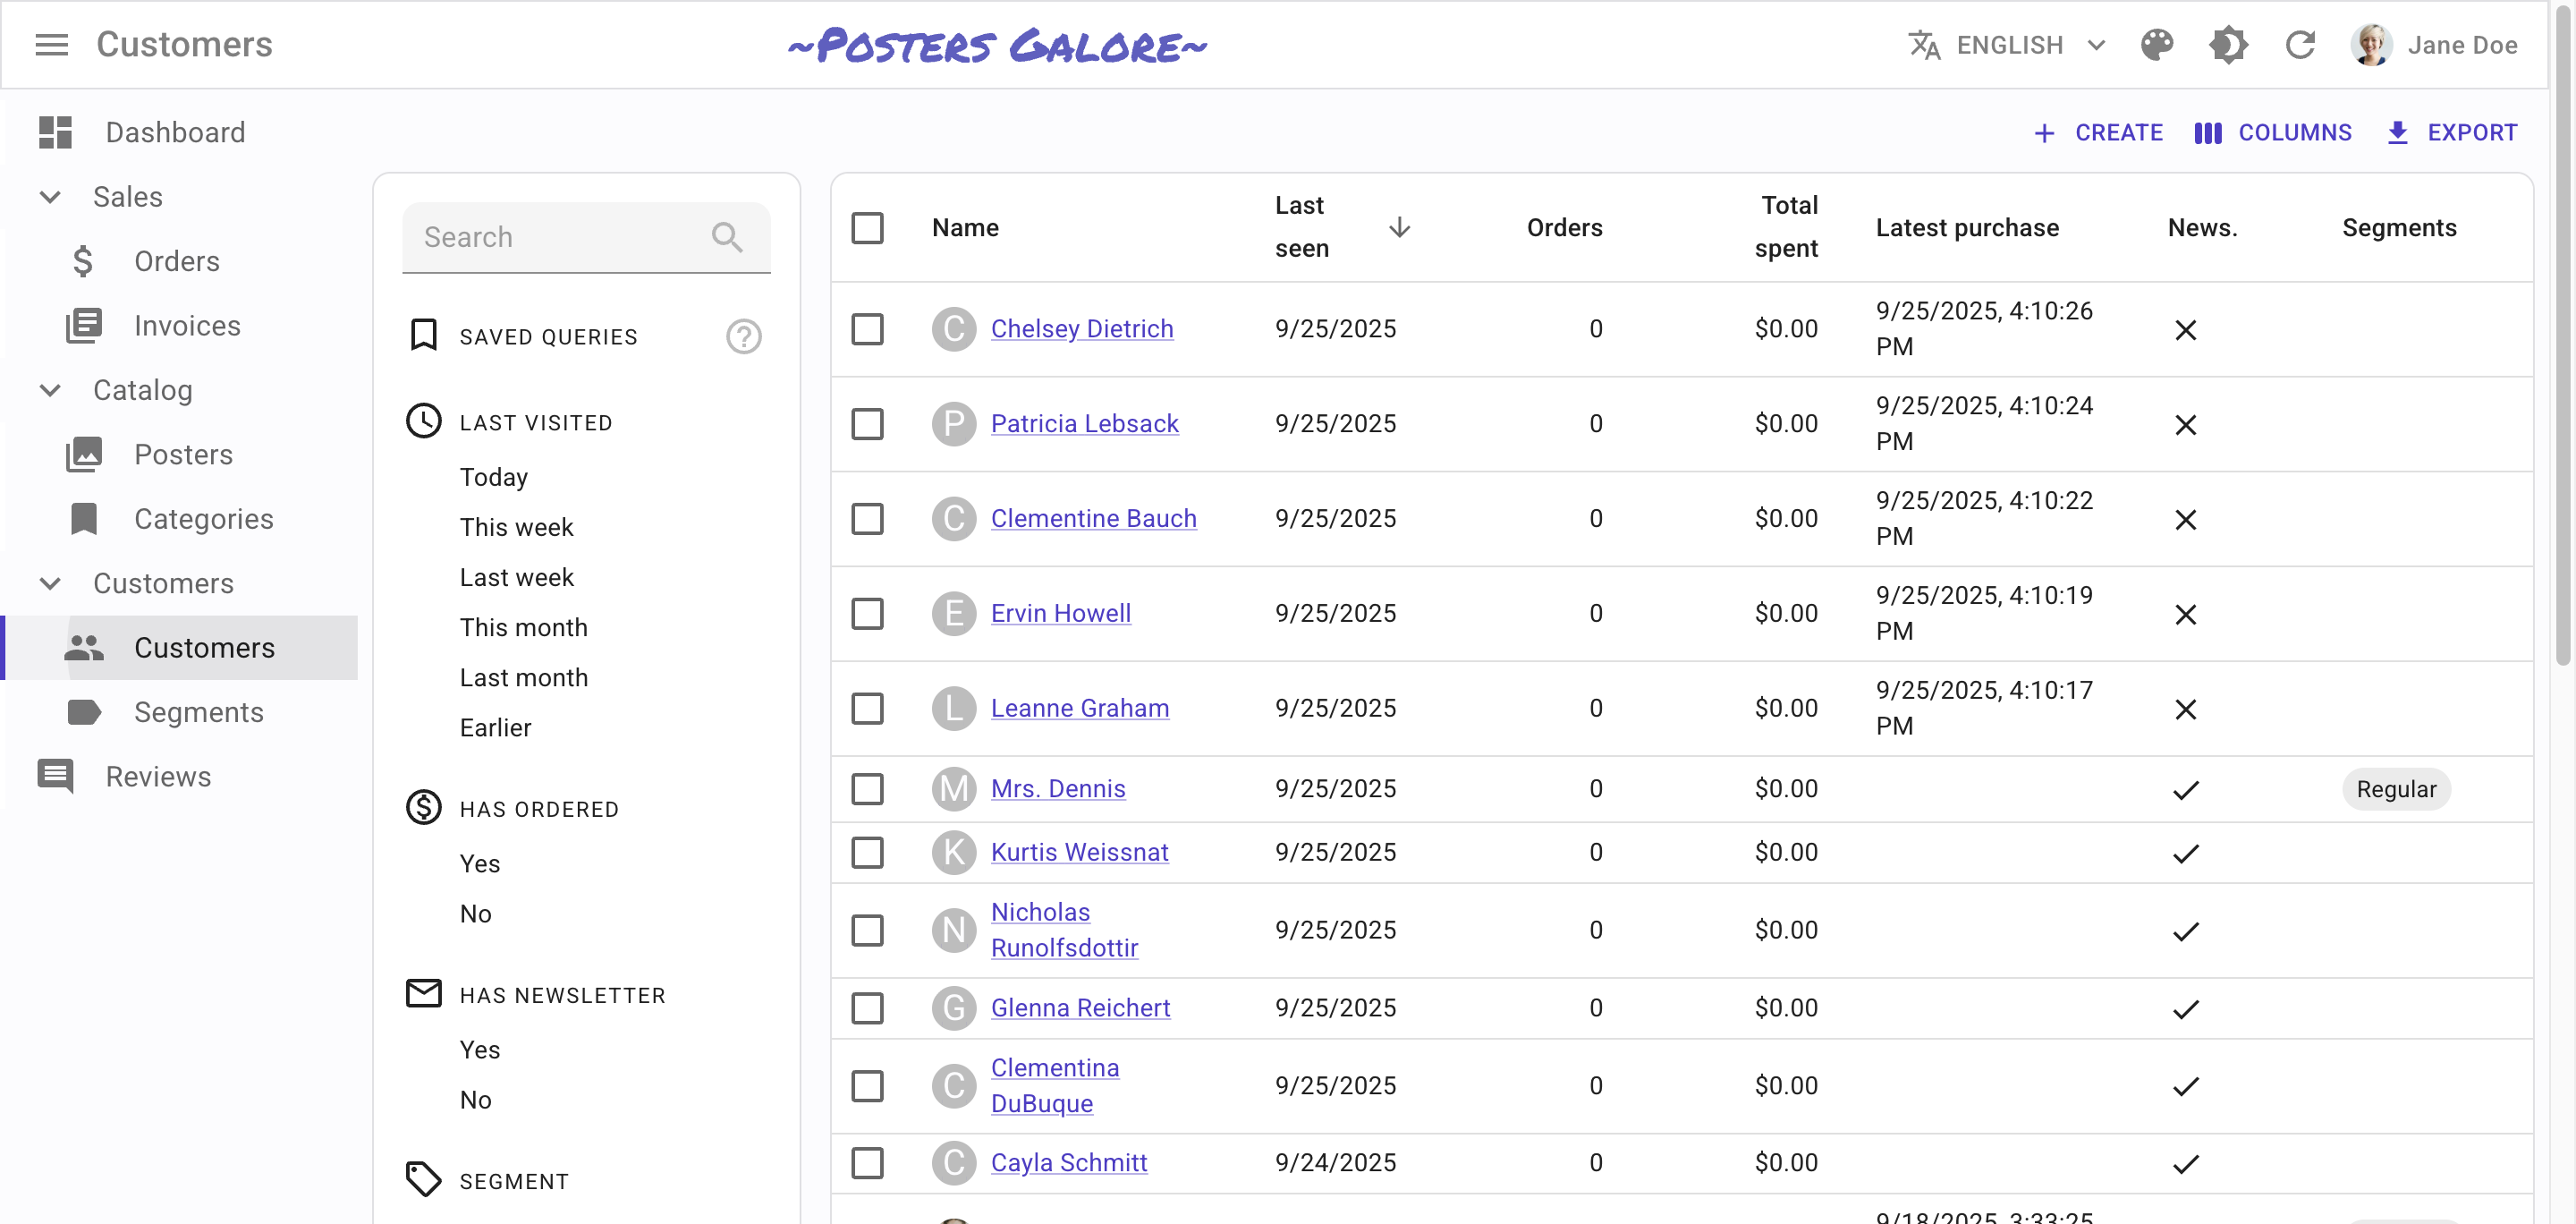 Customers
~Posters Galore~
ENGLISH
Jane Doe
Dashboard
Sales
Orders
Invoices
Catalog
Posters
Categories
Customers
Customers
Segments
Reviews
CREATE
COLUMNS
EXPORT
Search
SAVED QUERIES
?
LAST VISITED
Today
This week
Last week
This month
Last month
Earlier
HAS ORDERED
Yes
No
HAS NEWSLETTER
Yes
No
SEGMENT
Name Last seen Orders Total spent Latest purchase News. Segments
C Chelsey Dietrich 9/25/2025 0 $0.00 9/25/2025, 4:10:26 PM
P Patricia Lebsack 9/25/2025 0 $0.00 9/25/2025, 4:10:24 PM
C Clementine Bauch 9/25/2025 0 $0.00 9/25/2025, 4:10:22 PM
E Ervin Howell 9/25/2025 0 $0.00 9/25/2025, 4:10:19 PM
L Leanne Graham 9/25/2025 0 $0.00 9/25/2025, 4:10:17 PM
M Mrs. Dennis 9/25/2025 0 $0.00 Regular
K Kurtis Weissnat 9/25/2025 0 $0.00
N Nicholas Runolfsdottir 9/25/2025 0 $0.00
G Glenna Reichert 9/25/2025 0 $0.00
C Clementina DuBuque 9/25/2025 0 $0.00
C Cayla Schmitt 9/24/2025 0 $0.00
9/18/2025, 3:33:25